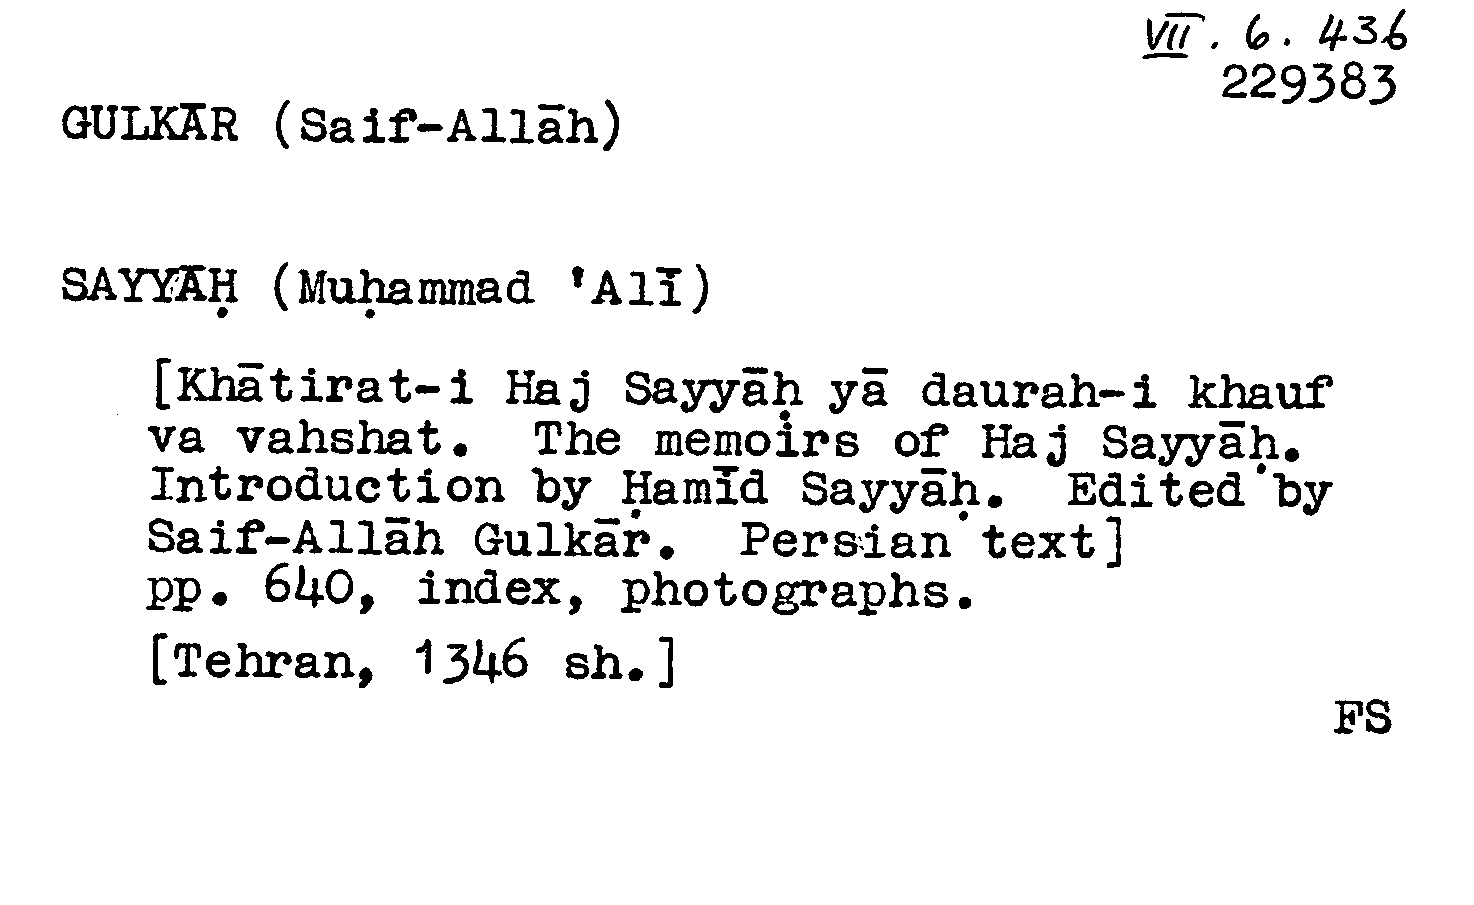 VII. 6. 436
229383
GULKĀR (Saif-Allāh)
SAYYĀḤ (Muḥammad 'Alī)
[Khātirat-i Haj Sayyāḥ yā daurah-i khauf
va vahshat. The memoirs of Haj Sayyāḥ.
Introduction by Ḥamīd Sayyāḥ. Edited by
Saif-Allāh Gulkār. Persian text]
pp. 640, index, photographs.
[Tehran, 1346 sh.]
FS